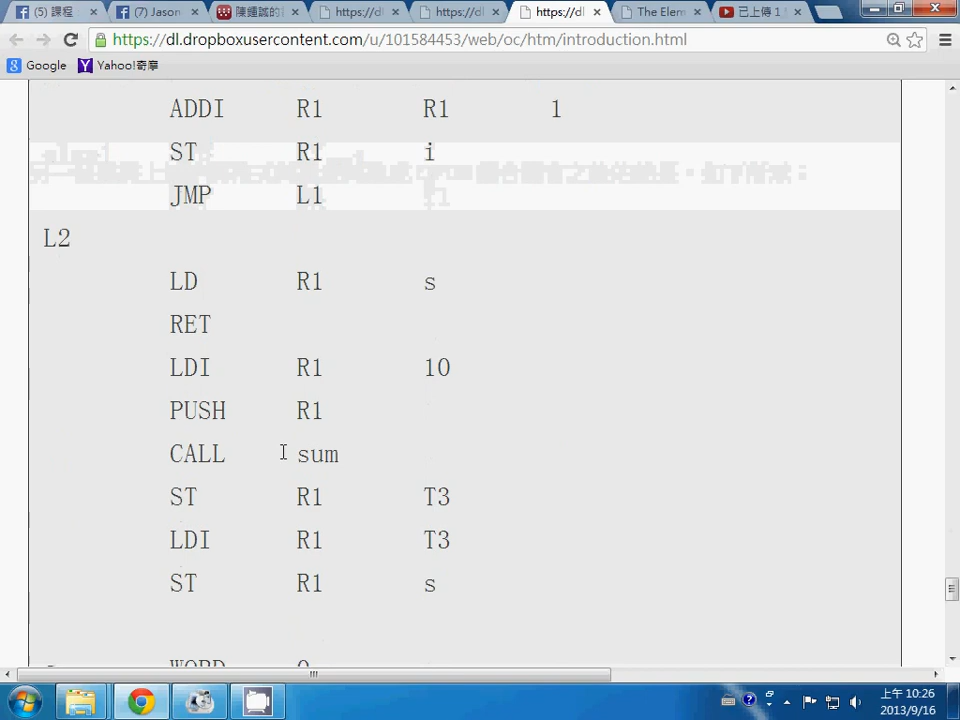 (5) 課程
(7) Jason
陳鍾誠的
https://dl
https://dl
https://dl
The Elem
已上傳 1
https://dl.dropboxusercontent.com/u/101584453/web/oc/htm/introduction.html
Google Yahoo!奇摩
ADDI R1 R1 1
ST R1 i
JMP L1
L2
LD R1 s
RET
LDI R1 10
PUSH R1
CALL sum
ST R1 T3
LDI R1 T3
ST R1 s
WORD 0
上午 10:26
2013/9/16